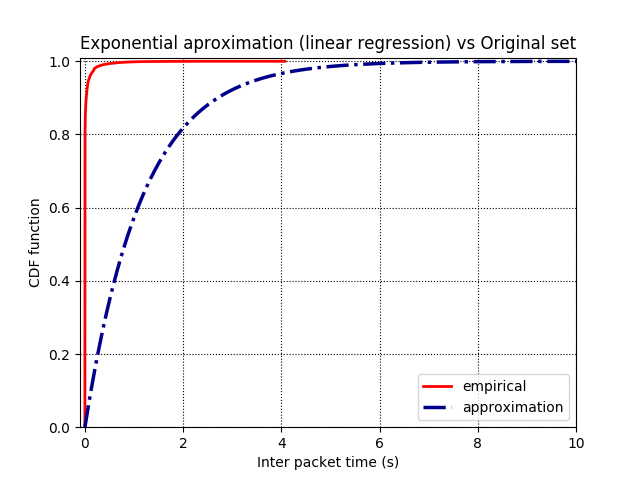 Exponential aproximation (linear regression) vs Original set
1.0
0.8
0.6
0.4
0.2
0.0
CDF function
empirical
approximation
0 2 4 6 8 10
Inter packet time (s)